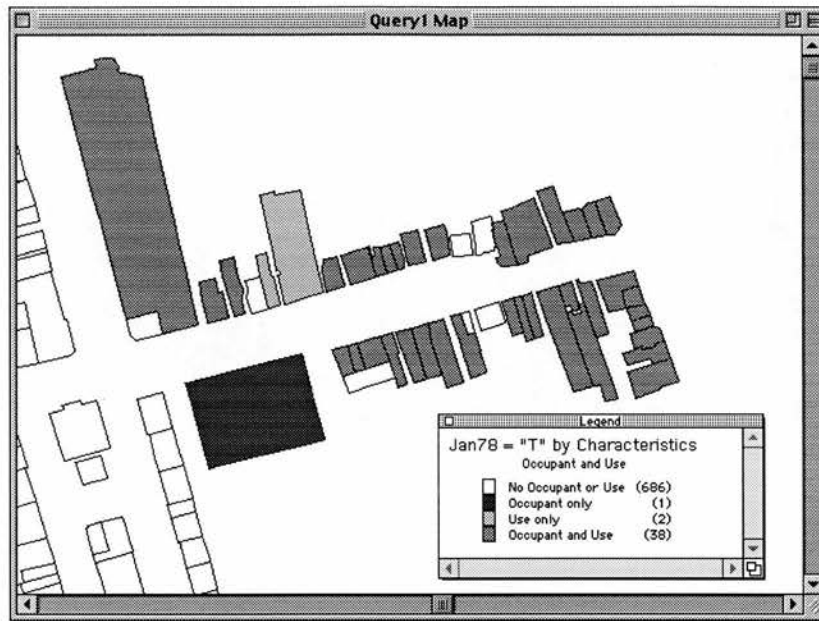 Query1 Map
Legend
Jan78 = "T" by Characteristics
Occupant and Use
No Occupant or Use (686)
Occupant only (1)
Use only (2)
Occupant and Use (38)